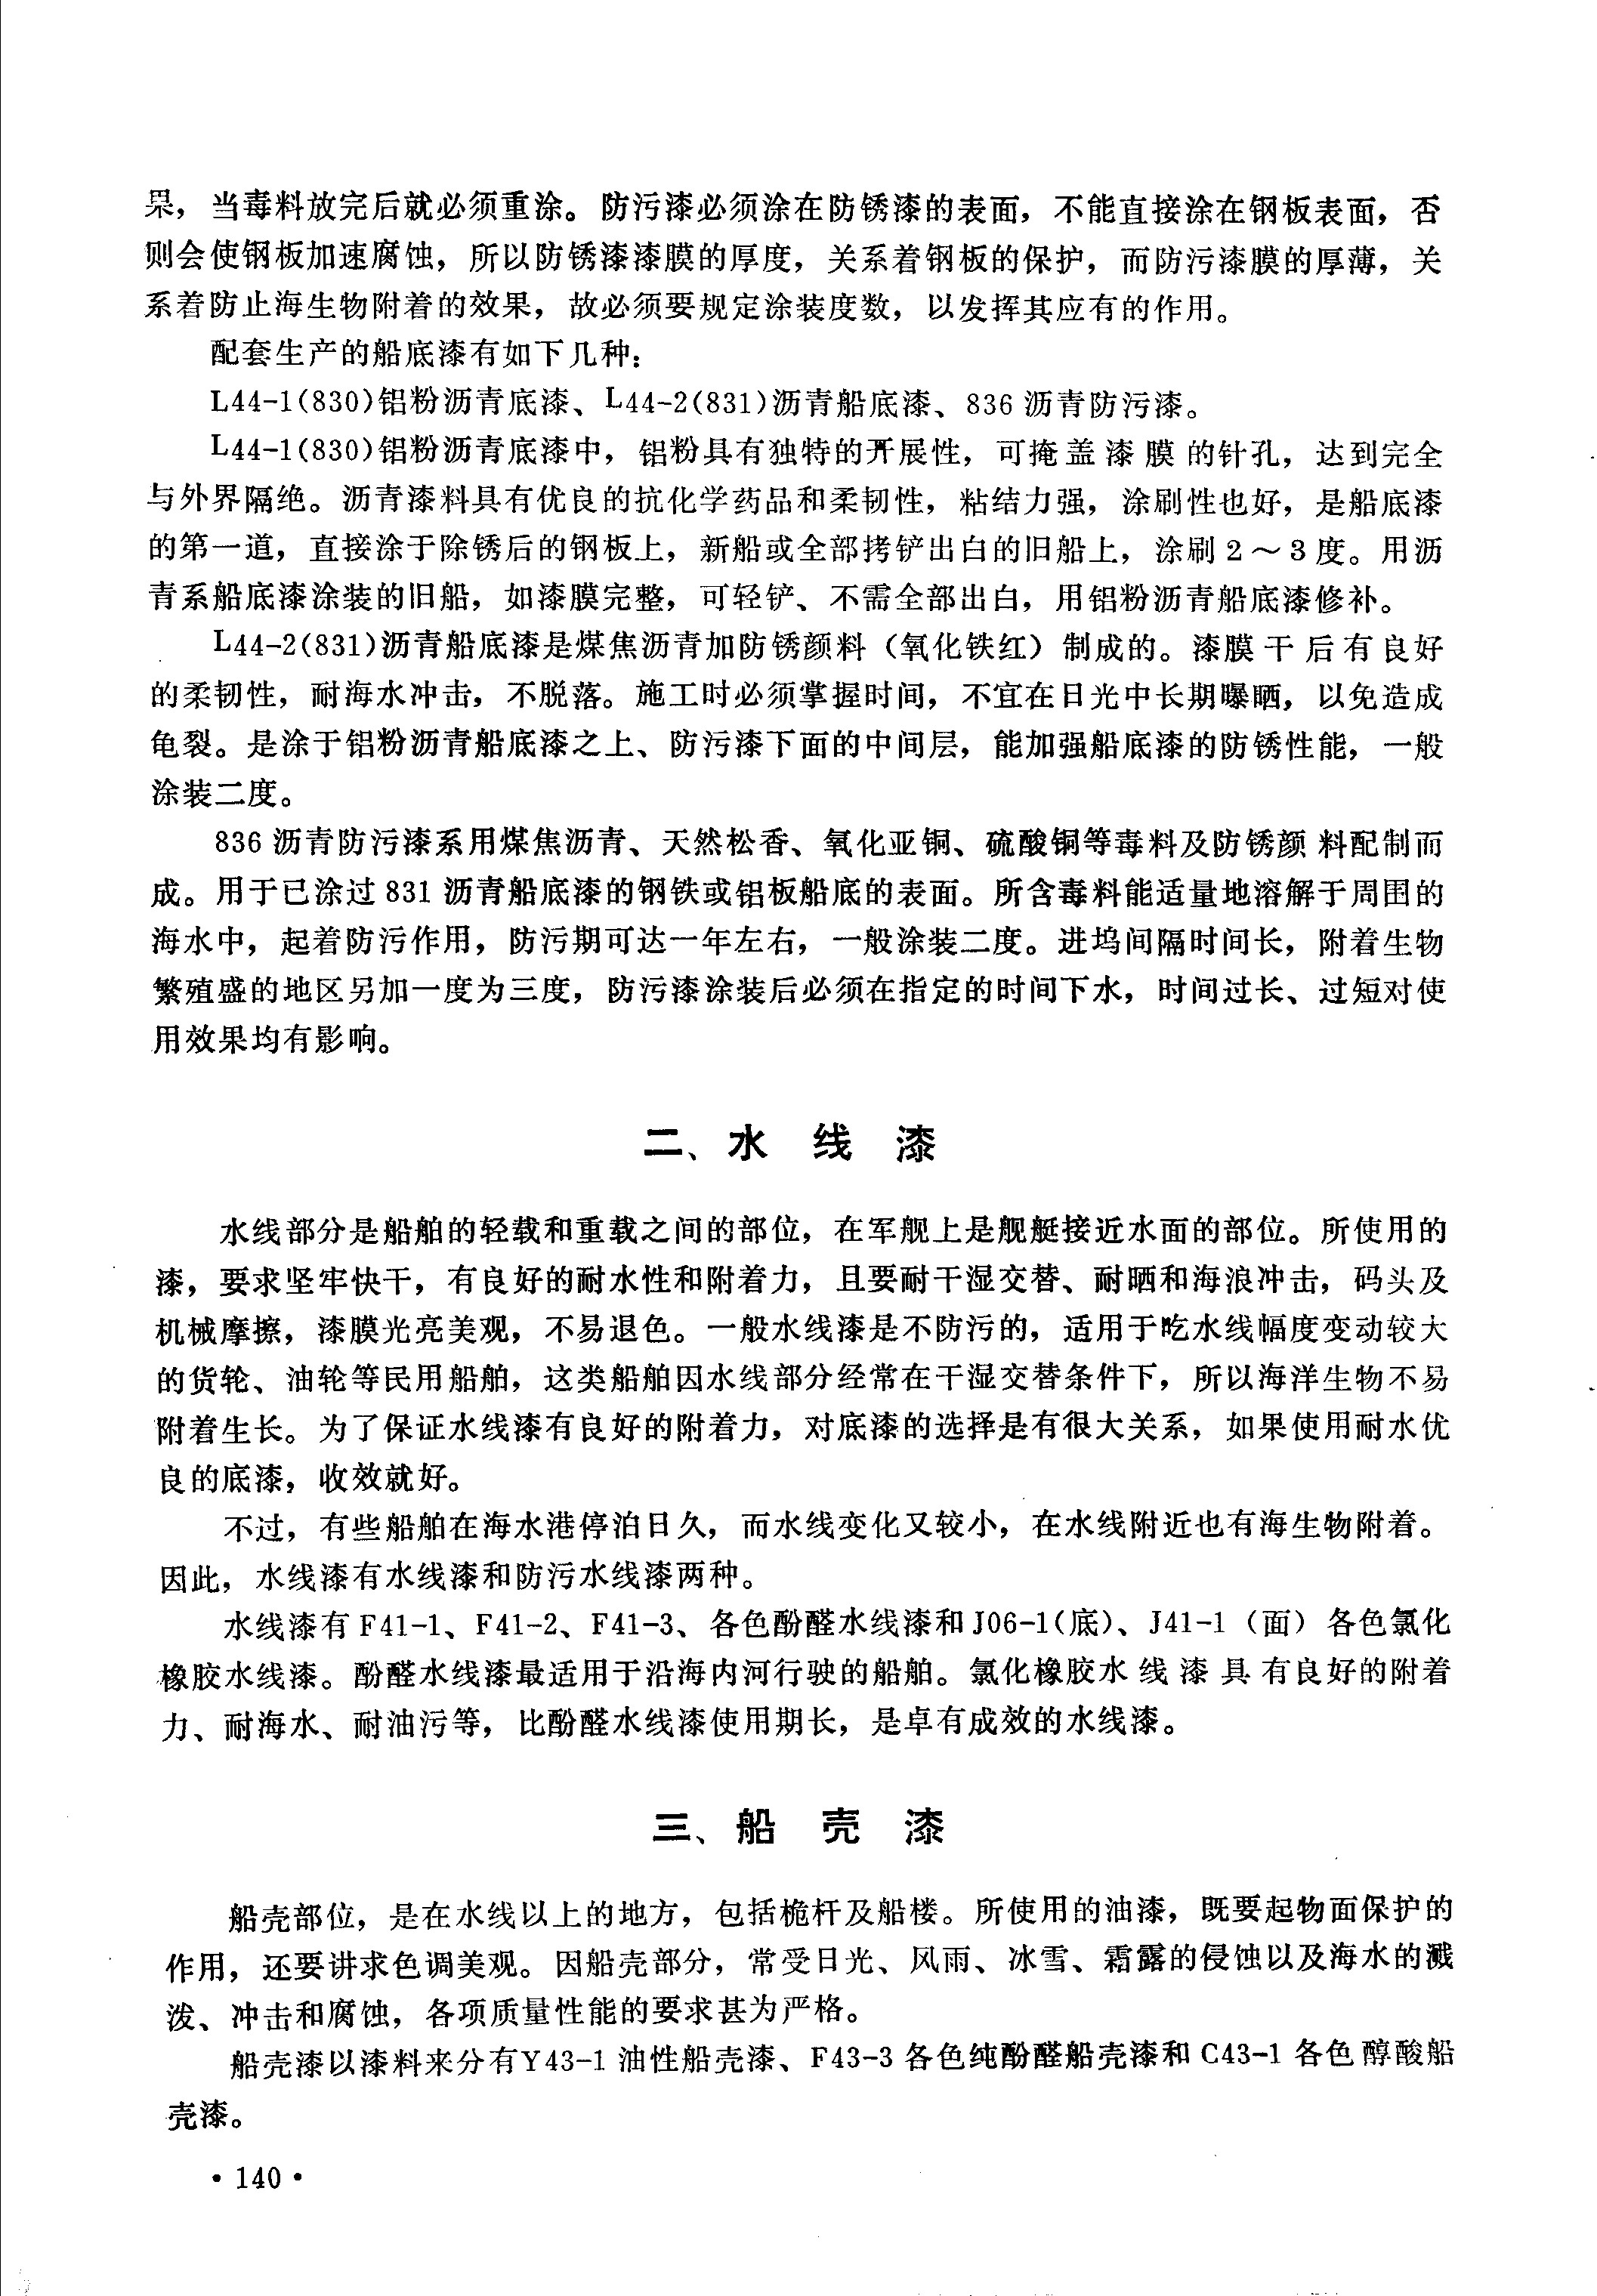 果，当毒料放完后就必须重涂。防污漆必须涂在防锈漆的表面，不能直接涂在钢板表面，否
则会使钢板加速腐蚀，所以防锈漆漆膜的厚度，关系着钢板的保护，而防污漆膜的厚薄，关
系着防止海生物附着的效果，故必须要规定涂装度数，以发挥其应有的作用。
配套生产的船底漆有如下几种：
L44-1(830)铝粉沥青底漆、L44-2(831)沥青船底漆、836 沥青防污漆。
L44-1(830)铝粉沥青底漆中，铝粉具有独特的开展性，可掩盖漆膜的针孔，达到完全
与外界隔绝。沥青漆料具有优良的抗化学药品和柔韧性，粘结力强，涂刷性也好，是船底漆
的第一道，直接涂于除锈后的钢板上，新船或全部拷铲出白的旧船上，涂刷 2～3 度。用沥
青系船底漆涂装的旧船，如漆膜完整，可轻铲、不需全部出白，用铝粉沥青船底漆修补。
L44-2(831)沥青船底漆是煤焦沥青加防锈颜料（氧化铁红）制成的。漆膜干后有良好
的柔韧性，耐海水冲击，不脱落。施工时必须掌握时间，不宜在日光中长期曝晒，以免造成
龟裂。是涂于铝粉沥青船底漆之上、防污漆下面的中间层，能加强船底漆的防锈性能，一般
涂装二度。
836 沥青防污漆系用煤焦沥青、天然松香、氧化亚铜、硫酸铜等毒料及防锈颜料配制而
成。用于已涂过 831 沥青船底漆的钢铁或铝板船底的表面。所含毒料能适量地溶解于周围的
海水中，起着防污作用，防污期可达一年左右，一般涂装二度。进坞间隔时间长，附着生物
繁殖盛的地区另加一度为三度，防污漆涂装后必须在指定的时间下水，时间过长、过短对使
用效果均有影响。
二、水 线 漆
水线部分是船舶的轻载和重载之间的部位，在军舰上是舰艇接近水面的部位。所使用的
漆，要求坚牢快干，有良好的耐水性和附着力，且要耐干湿交替、耐晒和海浪冲击，码头及
机械摩擦，漆膜光亮美观，不易退色。一般水线漆是不防污的，适用于吃水线幅度变动较大
的货轮、油轮等民用船舶，这类船舶因水线部分经常在干湿交替条件下，所以海洋生物不易
附着生长。为了保证水线漆有良好的附着力，对底漆的选择是有很大关系，如果使用耐水优
良的底漆，收效就好。
不过，有些船舶在海水港停泊日久，而水线变化又较小，在水线附近也有海生物附着。
因此，水线漆有水线漆和防污水线漆两种。
水线漆有 F41-1、F41-2、F41-3、各色酚醛水线漆和 J06-1(底)、J41-1（面）各色氯化
橡胶水线漆。酚醛水线漆最适用于沿海内河行驶的船舶。氯化橡胶水线漆具有良好的附着
力、耐海水、耐油污等，比酚醛水线漆使用期长，是卓有成效的水线漆。
三、船 壳 漆
船壳部位，是在水线以上的地方，包括桅杆及船楼。所使用的油漆，既要起物面保护的
作用，还要讲求色调美观。因船壳部分，常受日光、风雨、冰雪、霜露的侵蚀以及海水的溅
泼、冲击和腐蚀，各项质量性能的要求甚为严格。
船壳漆以漆料来分有Y43-1 油性船壳漆、F43-3 各色纯酚醛船壳漆和 C43-1 各色醇酸船
壳漆。
· 140 ·